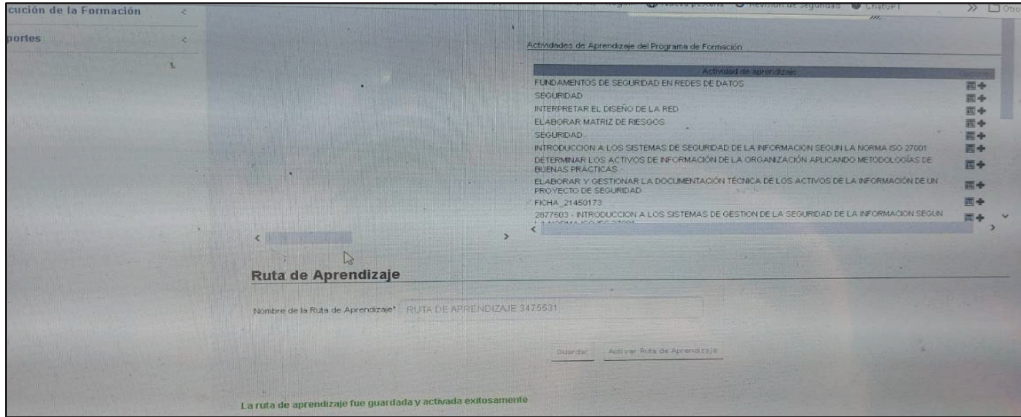 cución de la Formación
ChatGPT
Otro
portes
Actividades de Aprendizaje del Programa de Formación
Actividad de aprendizaje
FUNDAMENTOS DE SEGURIDAD EN REDES DE DATOS
SEGURIDAD
INTERPRETAR EL DISEÑO DE LA RED
ELABORAR MATRIZ DE RIESGOS
SEGURIDAD
INTRODUCCION A LOS SISTEMAS DE SEGURIDAD DE LA INFORMACION SEGUN LA NORMA ISO 27001
DETERMINAR LOS ACTIVOS DE INFORMACIÓN DE LA ORGANIZACIÓN APLICANDO METODOLOGÍAS DE
BUENAS PRÁCTICAS
ELABORAR Y GESTIONAR LA DOCUMENTACIÓN TÉCNICA DE LOS ACTIVOS DE LA INFORMACIÓN DE UN
PROYECTO DE SEGURIDAD
FICHA_21450173
2877603 - INTRODUCCION A LOS SISTEMAS DE GESTION DE LA SEGURIDAD DE LA INFORMACION SEGUN
Ruta de Aprendizaje
Nombre de la Ruta de Aprendizaje* RUTA DE APRENDIZAJE 3475531
Guardar Activar Ruta de Aprendizaje
La ruta de aprendizaje fue guardada y activada exitosamente